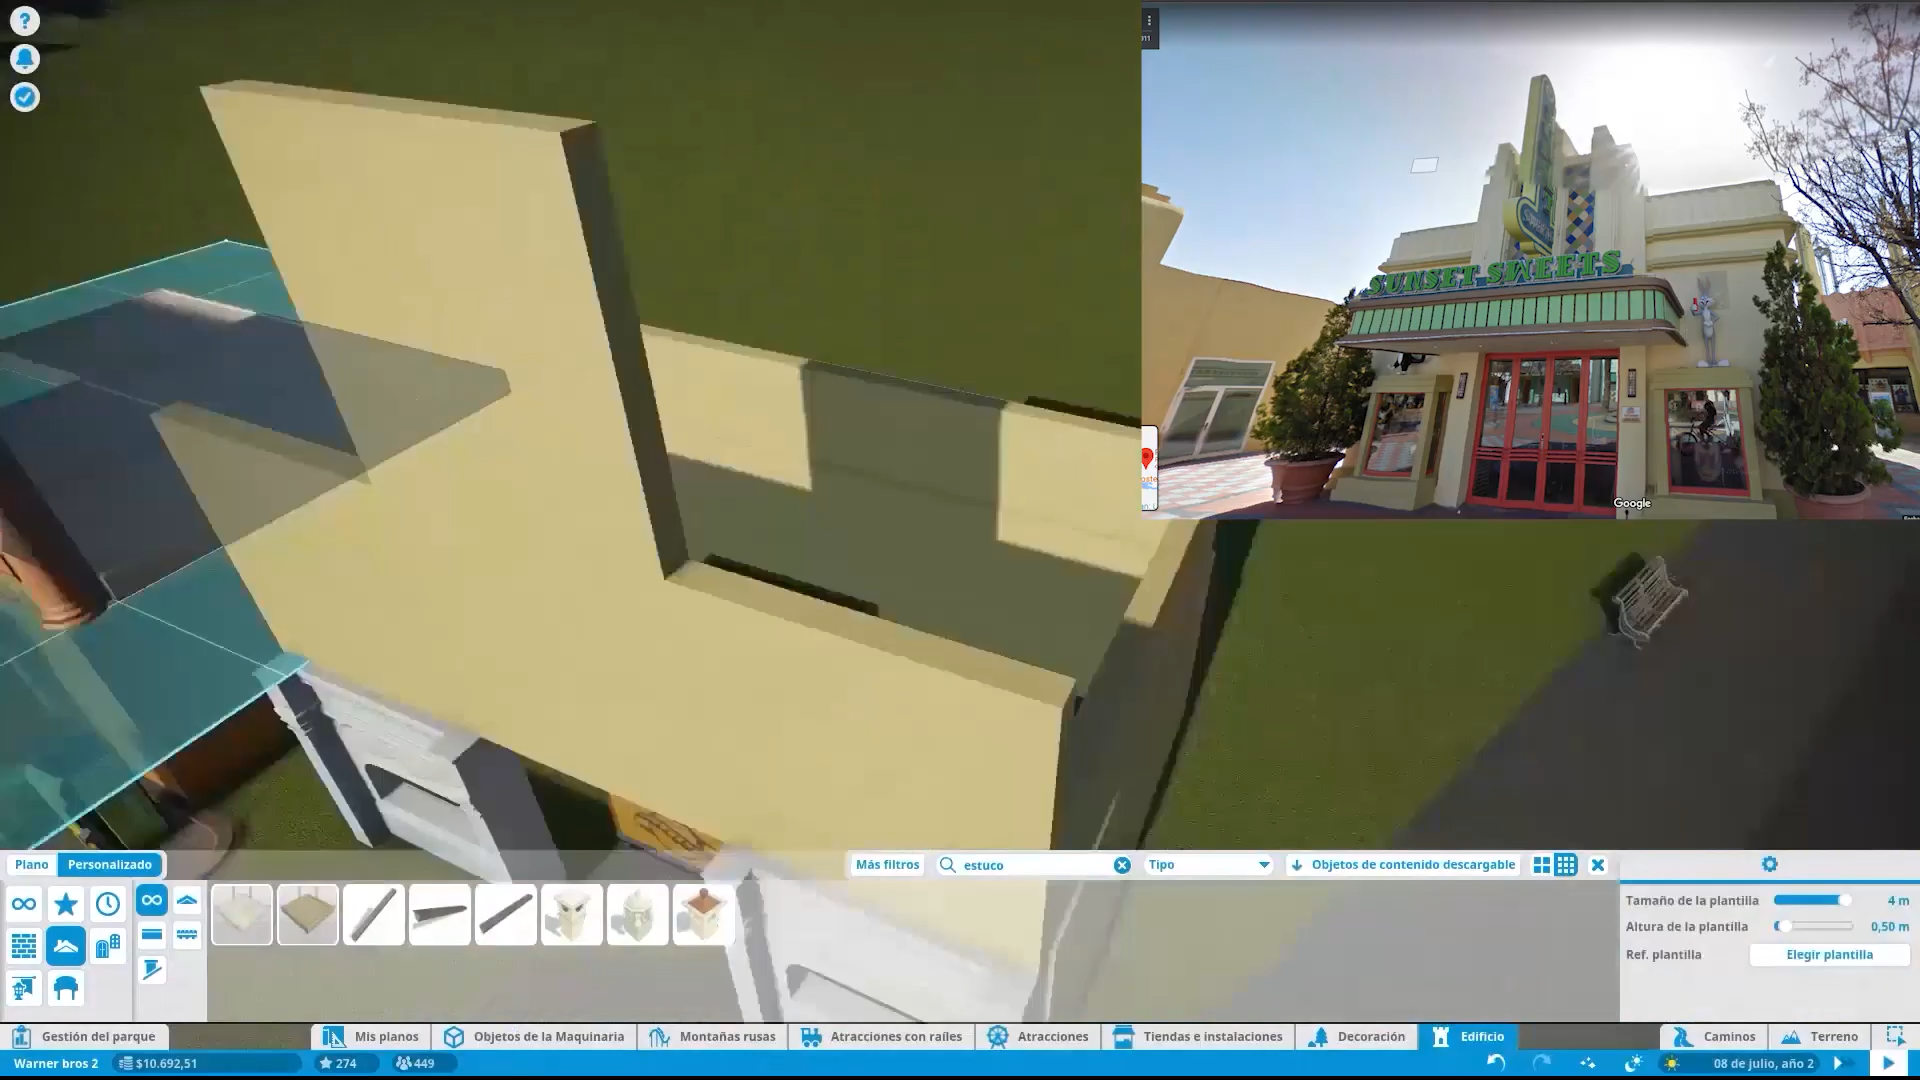 SUNSET SWEETS
Google
Plano
Personalizado
Más filtros
estuco
Tipo
Objetos de contenido descargable
Tamaño de la plantilla
4 m
Altura de la plantilla
0,50 m
Ref. plantilla
Elegir plantilla
Gestión del parque
Mis planos
Objetos de la Maquinaria
Montañas rusas
Atracciones con raíles
Atracciones
Tiendas e instalaciones
Decoración
Edificio
Caminos
Terreno
Warner bros 2
$10.692,51
274
449
08 de julio, año 2